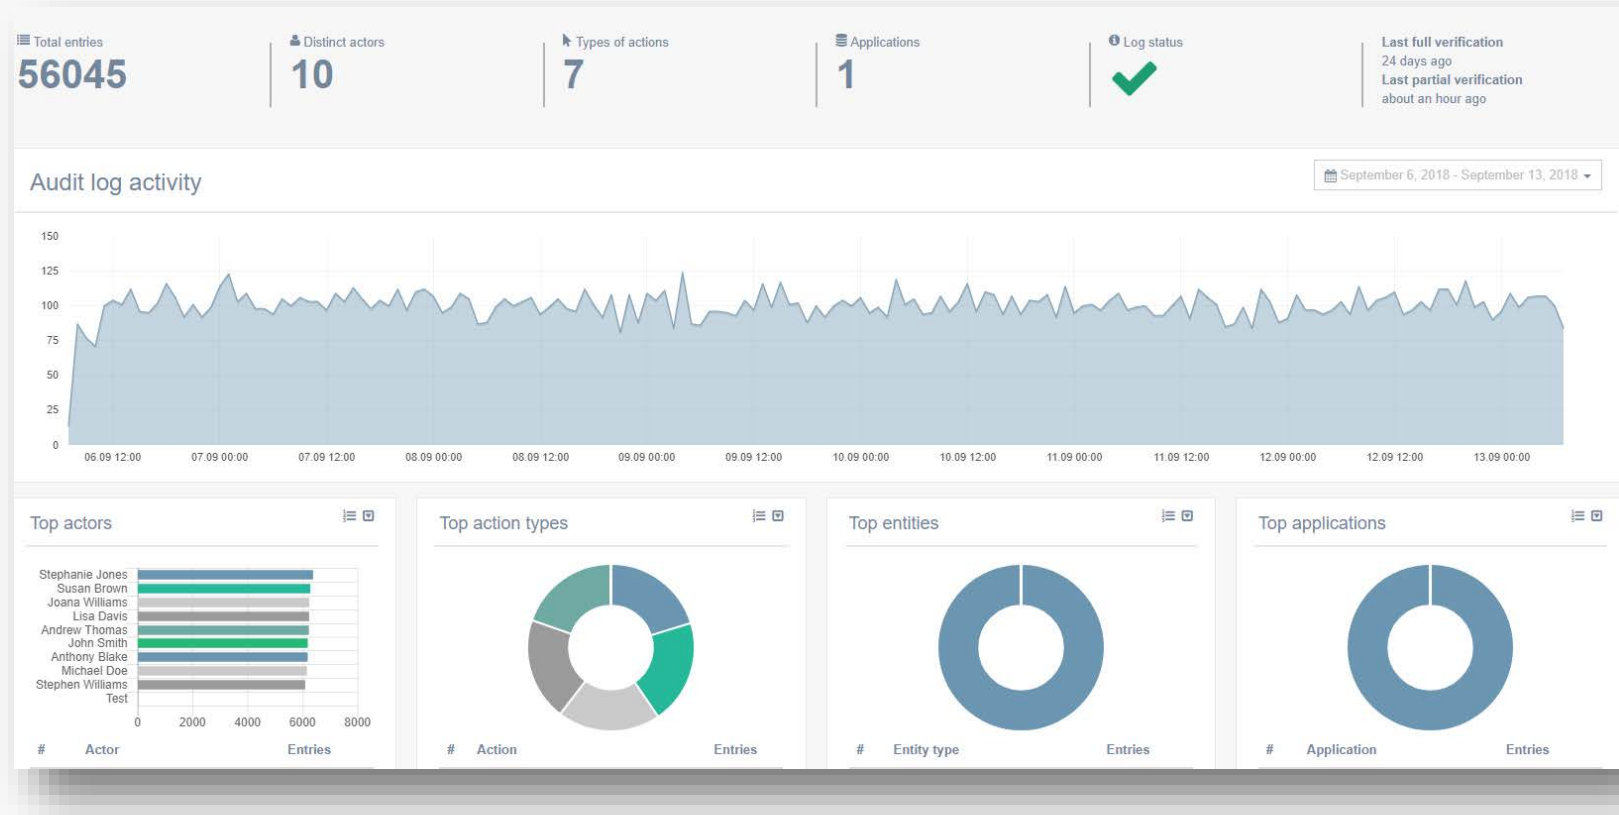 Total entries
56045
Distinct actors
10
Types of actions
7
Applications
1
Log status
Last full verification
24 days ago
Last partial verification
about an hour ago
Audit log activity
September 6, 2018 - September 13, 2018
150
125
100
75
50
25
0
06.09 12:00 07.09 00:00 07.09 12:00 08.09 00:00 08.09 12:00 09.09 00:00 09.09 12:00 10.09 00:00 10.09 12:00 11.09 00:00 11.09 12:00 12.09 00:00 12.09 12:00 13.09 00:00
Top actors
Stephanie Jones
Susan Brown
Joana Williams
Lisa Davis
Andrew Thomas
John Smith
Anthony Blake
Michael Doe
Stephen Williams
Test
0 2000 4000 6000 8000
# Actor Entries
Top action types
# Action Entries
Top entities
# Entity type Entries
Top applications
# Application Entries